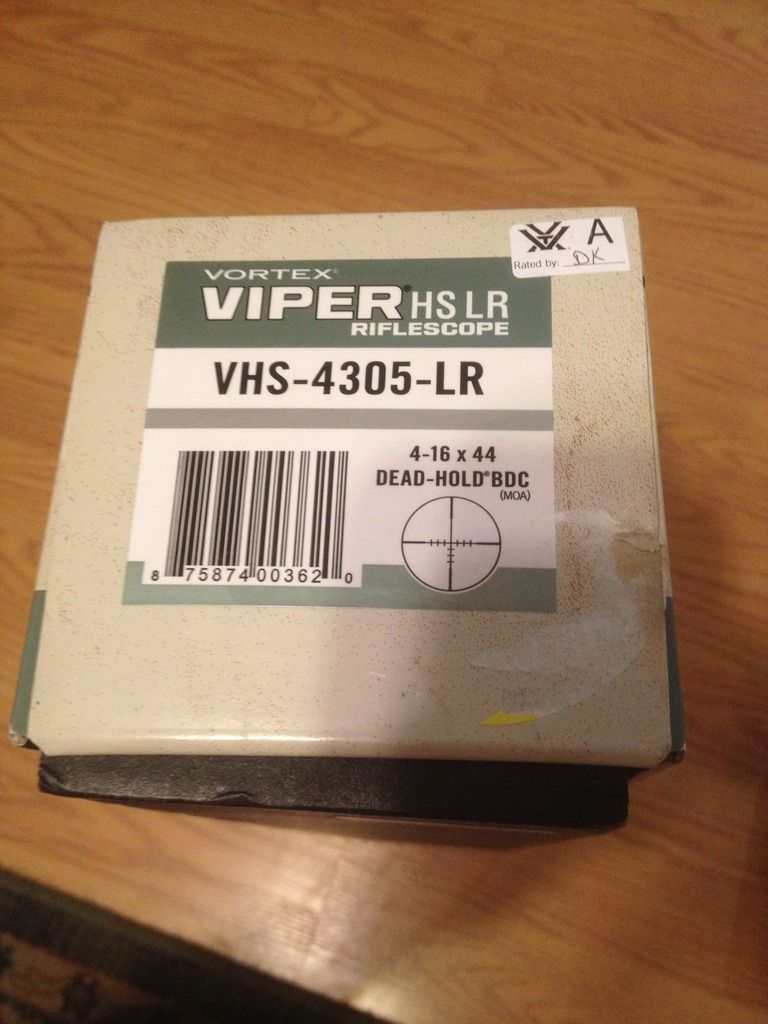 A
Rated by: DK
VORTEX®
VIPER® HS LR
RIFLESCOPE
VHS-4305-LR
4-16 x 44
DEAD-HOLD® BDC
(MOA)
8 75874 00362 0